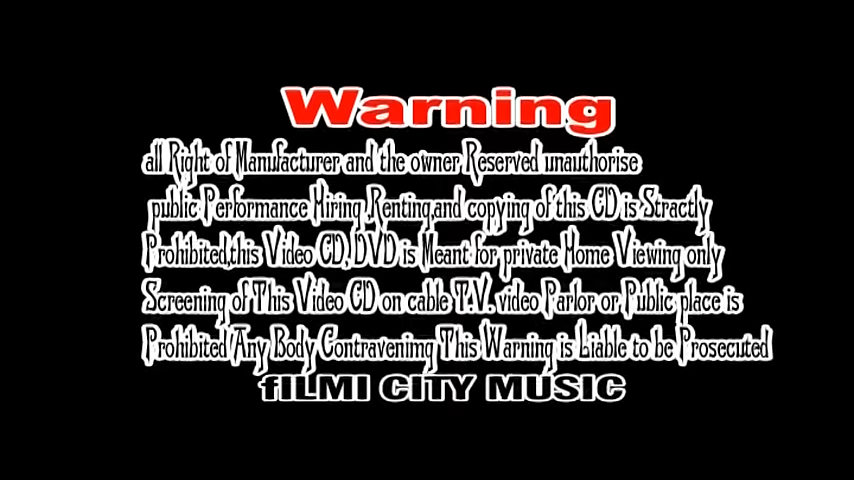 Warning
all Right of Manufacturer and the owner Reserved unauthorise
public Performance Hiring ,Renting,and copying of this CD is Stractly
Prohibited,this Video CD, DVD is Meant for private Home Viewing only
Screening of This Video CD on cable T.V. video Parlor or Public place is
Prohibited Any Body Contravenimg This Warning is Liable to be Prosecuted
fILMI CITY MUSIC